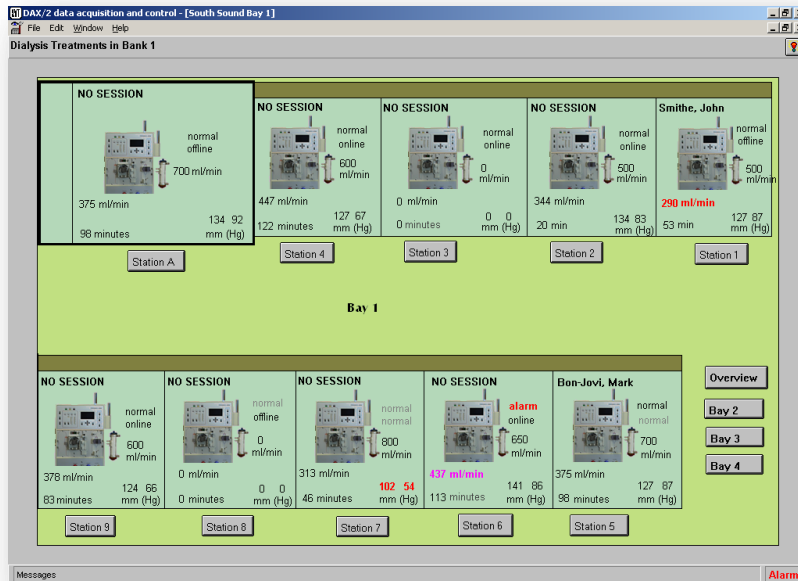 DAX/2 data acquisition and control - [South Sound Bay 1]
File Edit Window Help
Dialysis Treatments in Bank 1
NO SESSION
normal
offline
700 ml/min
375 ml/min
134 92
98 minutes mm (Hg)
Station A
NO SESSION
normal
online
600
ml/min
447 ml/min
127 67
122 minutes mm (Hg)
Station 4
NO SESSION
normal
online
0
ml/min
0 ml/min
0 0
0 minutes mm (Hg)
Station 3
NO SESSION
normal
online
500
ml/min
344 ml/min
134 83
20 min mm (Hg)
Station 2
Smithe, John
normal
offline
500
ml/min
290 ml/min
127 87
53 min mm (Hg)
Station 1
Bay 1
NO SESSION
normal
online
600
ml/min
378 ml/min
124 66
83 minutes mm (Hg)
Station 9
NO SESSION
normal
offline
0
ml/min
0 ml/min
0 0
0 minutes mm (Hg)
Station 8
NO SESSION
normal
normal
800
ml/min
313 ml/min
102 54
46 minutes mm (Hg)
Station 7
NO SESSION
alarm
online
650
ml/min
437 ml/min
141 86
113 minutes mm (Hg)
Station 6
Bon-Jovi, Mark
normal
normal
700
ml/min
375 ml/min
127 87
98 minutes mm (Hg)
Station 5
Overview
Bay 2
Bay 3
Bay 4
Messages
Alarm